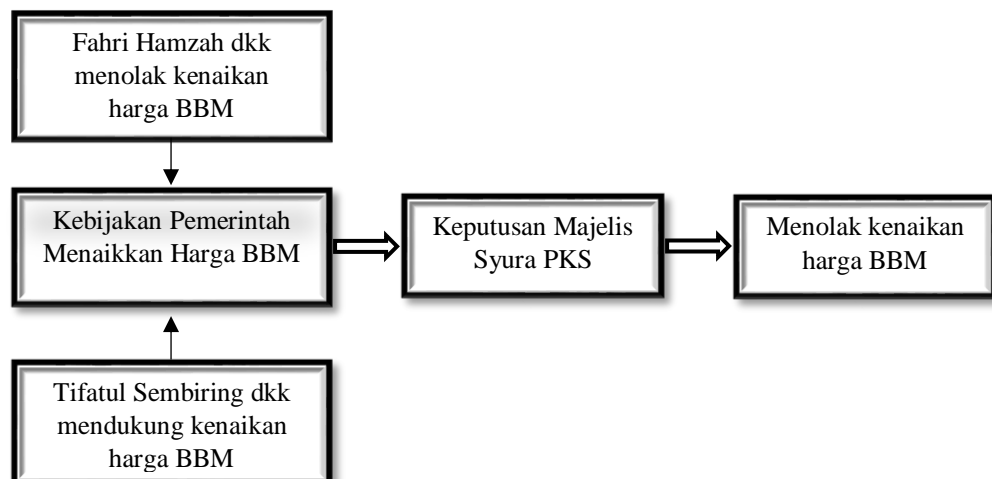 Fahri Hamzah dkk
menolak kenaikan
harga BBM
Kebijakan Pemerintah
Menaikkan Harga BBM
Keputusan Majelis
Syura PKS
Menolak kenaikan
harga BBM
Tifatul Sembiring dkk
mendukung kenaikan
harga BBM